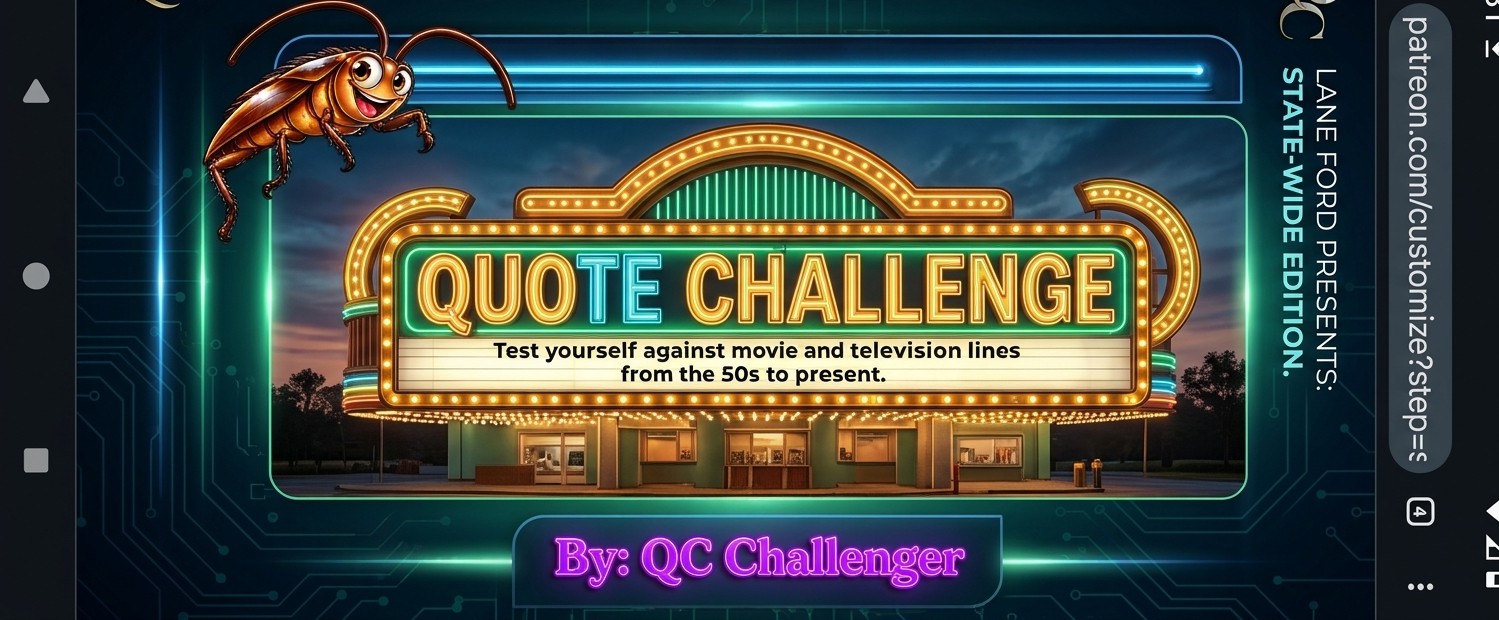 QUOTE CHALLENGE
Test yourself against movie and television lines
from the 50s to present.
By: QC Challenger
LANE FORD PRESENTS:
STATE-WIDE EDITION.
patreon.com/customize?step=s
4